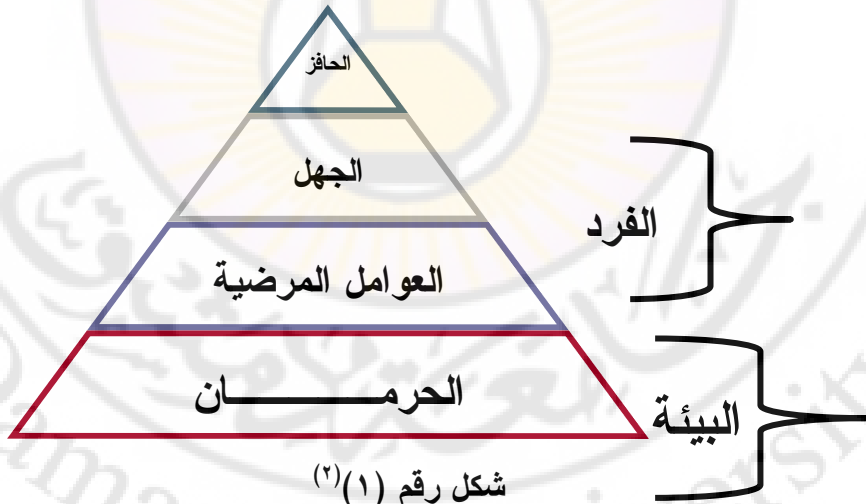 الحافز
الجهل
الفرد
العوامل المرضية
الحرمـــــــــان
البيئة
شكل رقم (١)(٢)